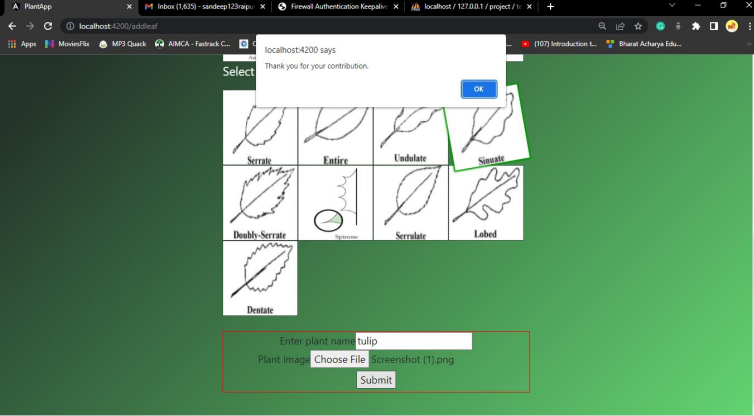 PlantApp
Inbox (1,635) - sandeep123raipu
Firewall Authentication Keepalive
localhost / 127.0.0.1 / project / te
localhost:4200/addleaf
Apps MoviesFlix MP3 Quack AIMCA - Fastrack C... (107) Introduction t... Bharat Acharya Edu...
localhost:4200 says
Thank you for your contribution.
OK
Select
Serrate Entire Undulate Sinuate
Doubly-Serrate Spinose Serrulate Lobed
Dentate
Enter plant name tulip
Plant image Choose File Screenshot (1).png
Submit